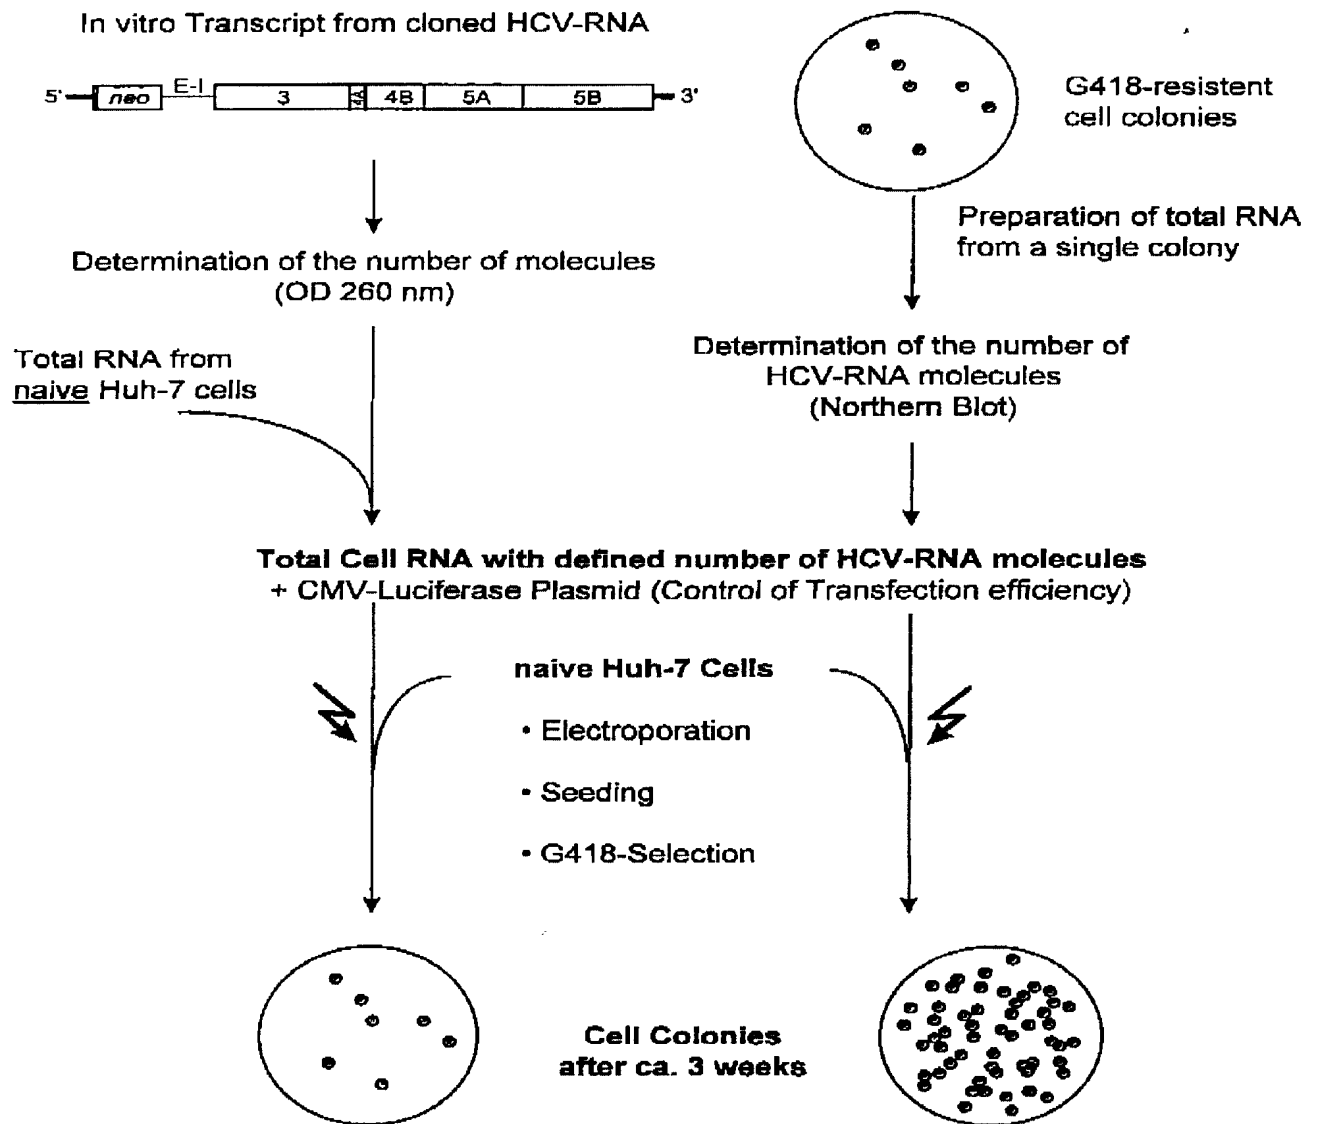 In vitro Transcript from cloned HCV-RNA
5' neo E-I 3 4A 4B 5A 5B 3'
Determination of the number of molecules
(OD 260 nm)
Total RNA from
naive Huh-7 cells
G418-resistent
cell colonies
Preparation of total RNA
from a single colony
Determination of the number of
HCV-RNA molecules
(Northern Blot)
Total Cell RNA with defined number of HCV-RNA molecules
+ CMV-Luciferase Plasmid (Control of Transfection efficiency)
naive Huh-7 Cells
• Electroporation
• Seeding
• G418-Selection
Cell Colonies
after ca. 3 weeks